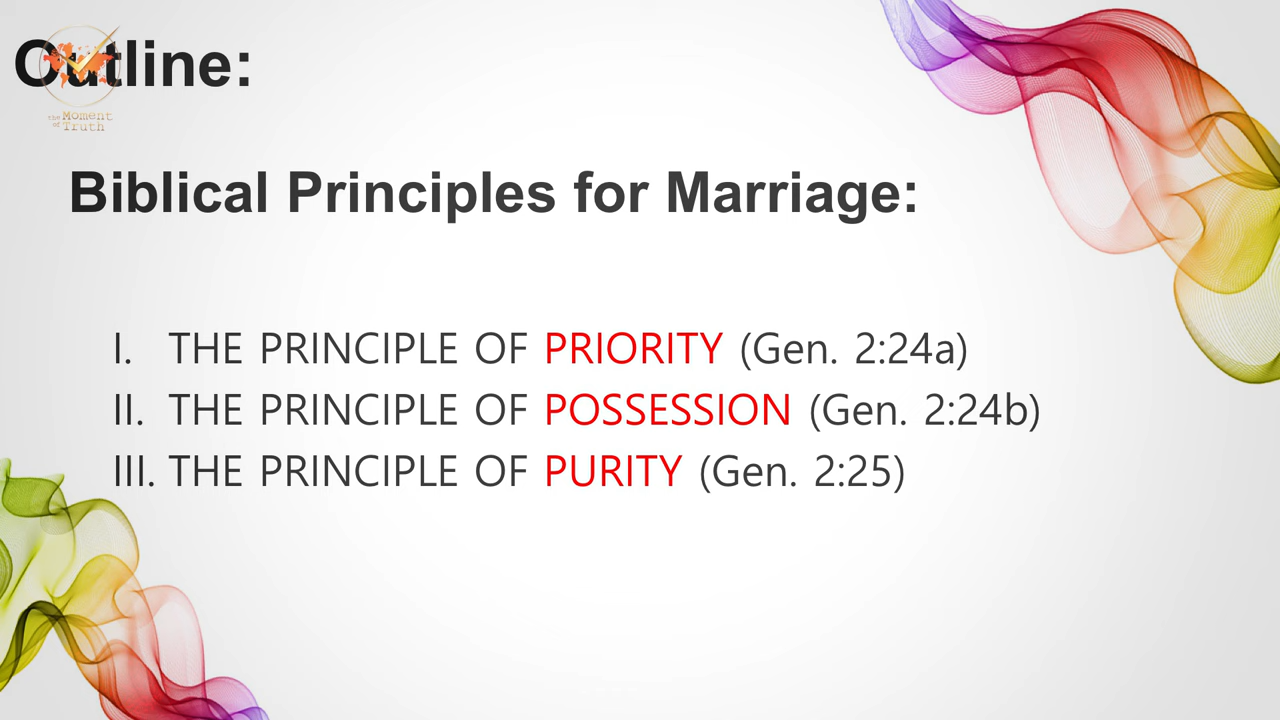 Outline:
the Moment
of Truth
Biblical Principles for Marriage:
I. THE PRINCIPLE OF PRIORITY (Gen. 2:24a)
II. THE PRINCIPLE OF POSSESSION (Gen. 2:24b)
III. THE PRINCIPLE OF PURITY (Gen. 2:25)